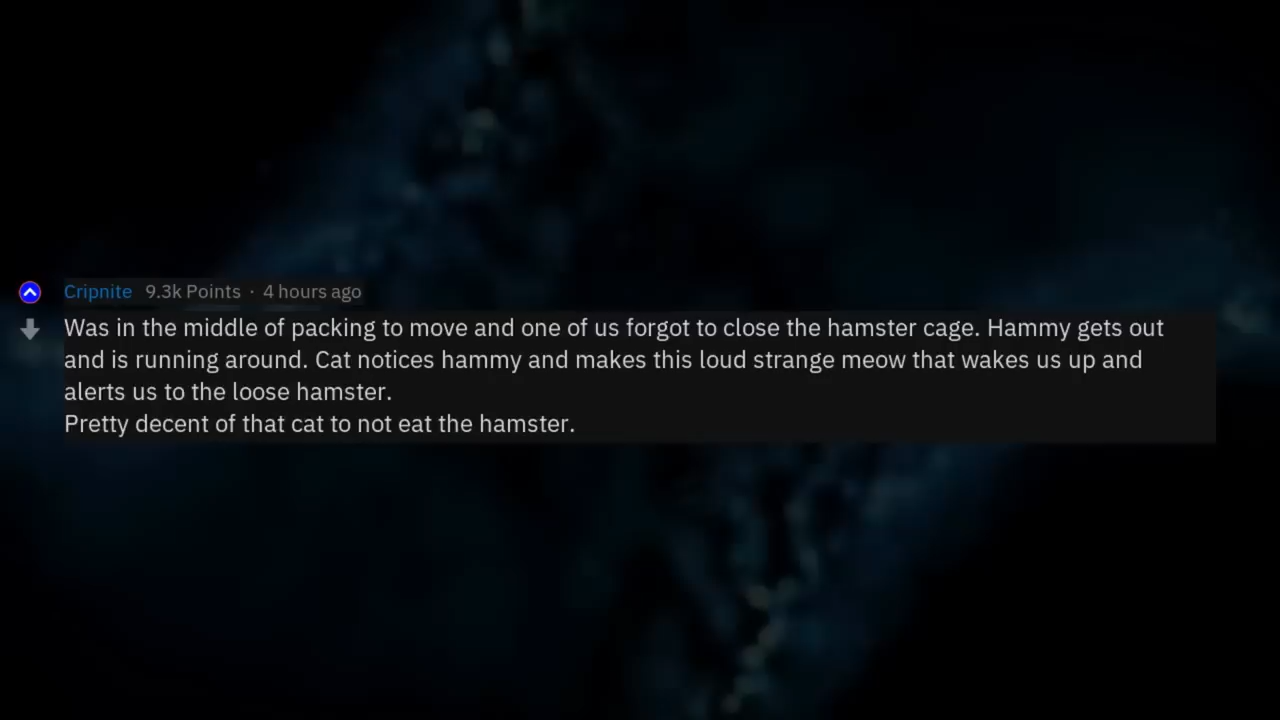 Cripnite 9.3k Points · 4 hours ago
Was in the middle of packing to move and one of us forgot to close the hamster cage. Hammy gets out
and is running around. Cat notices hammy and makes this loud strange meow that wakes us up and
alerts us to the loose hamster.
Pretty decent of that cat to not eat the hamster.